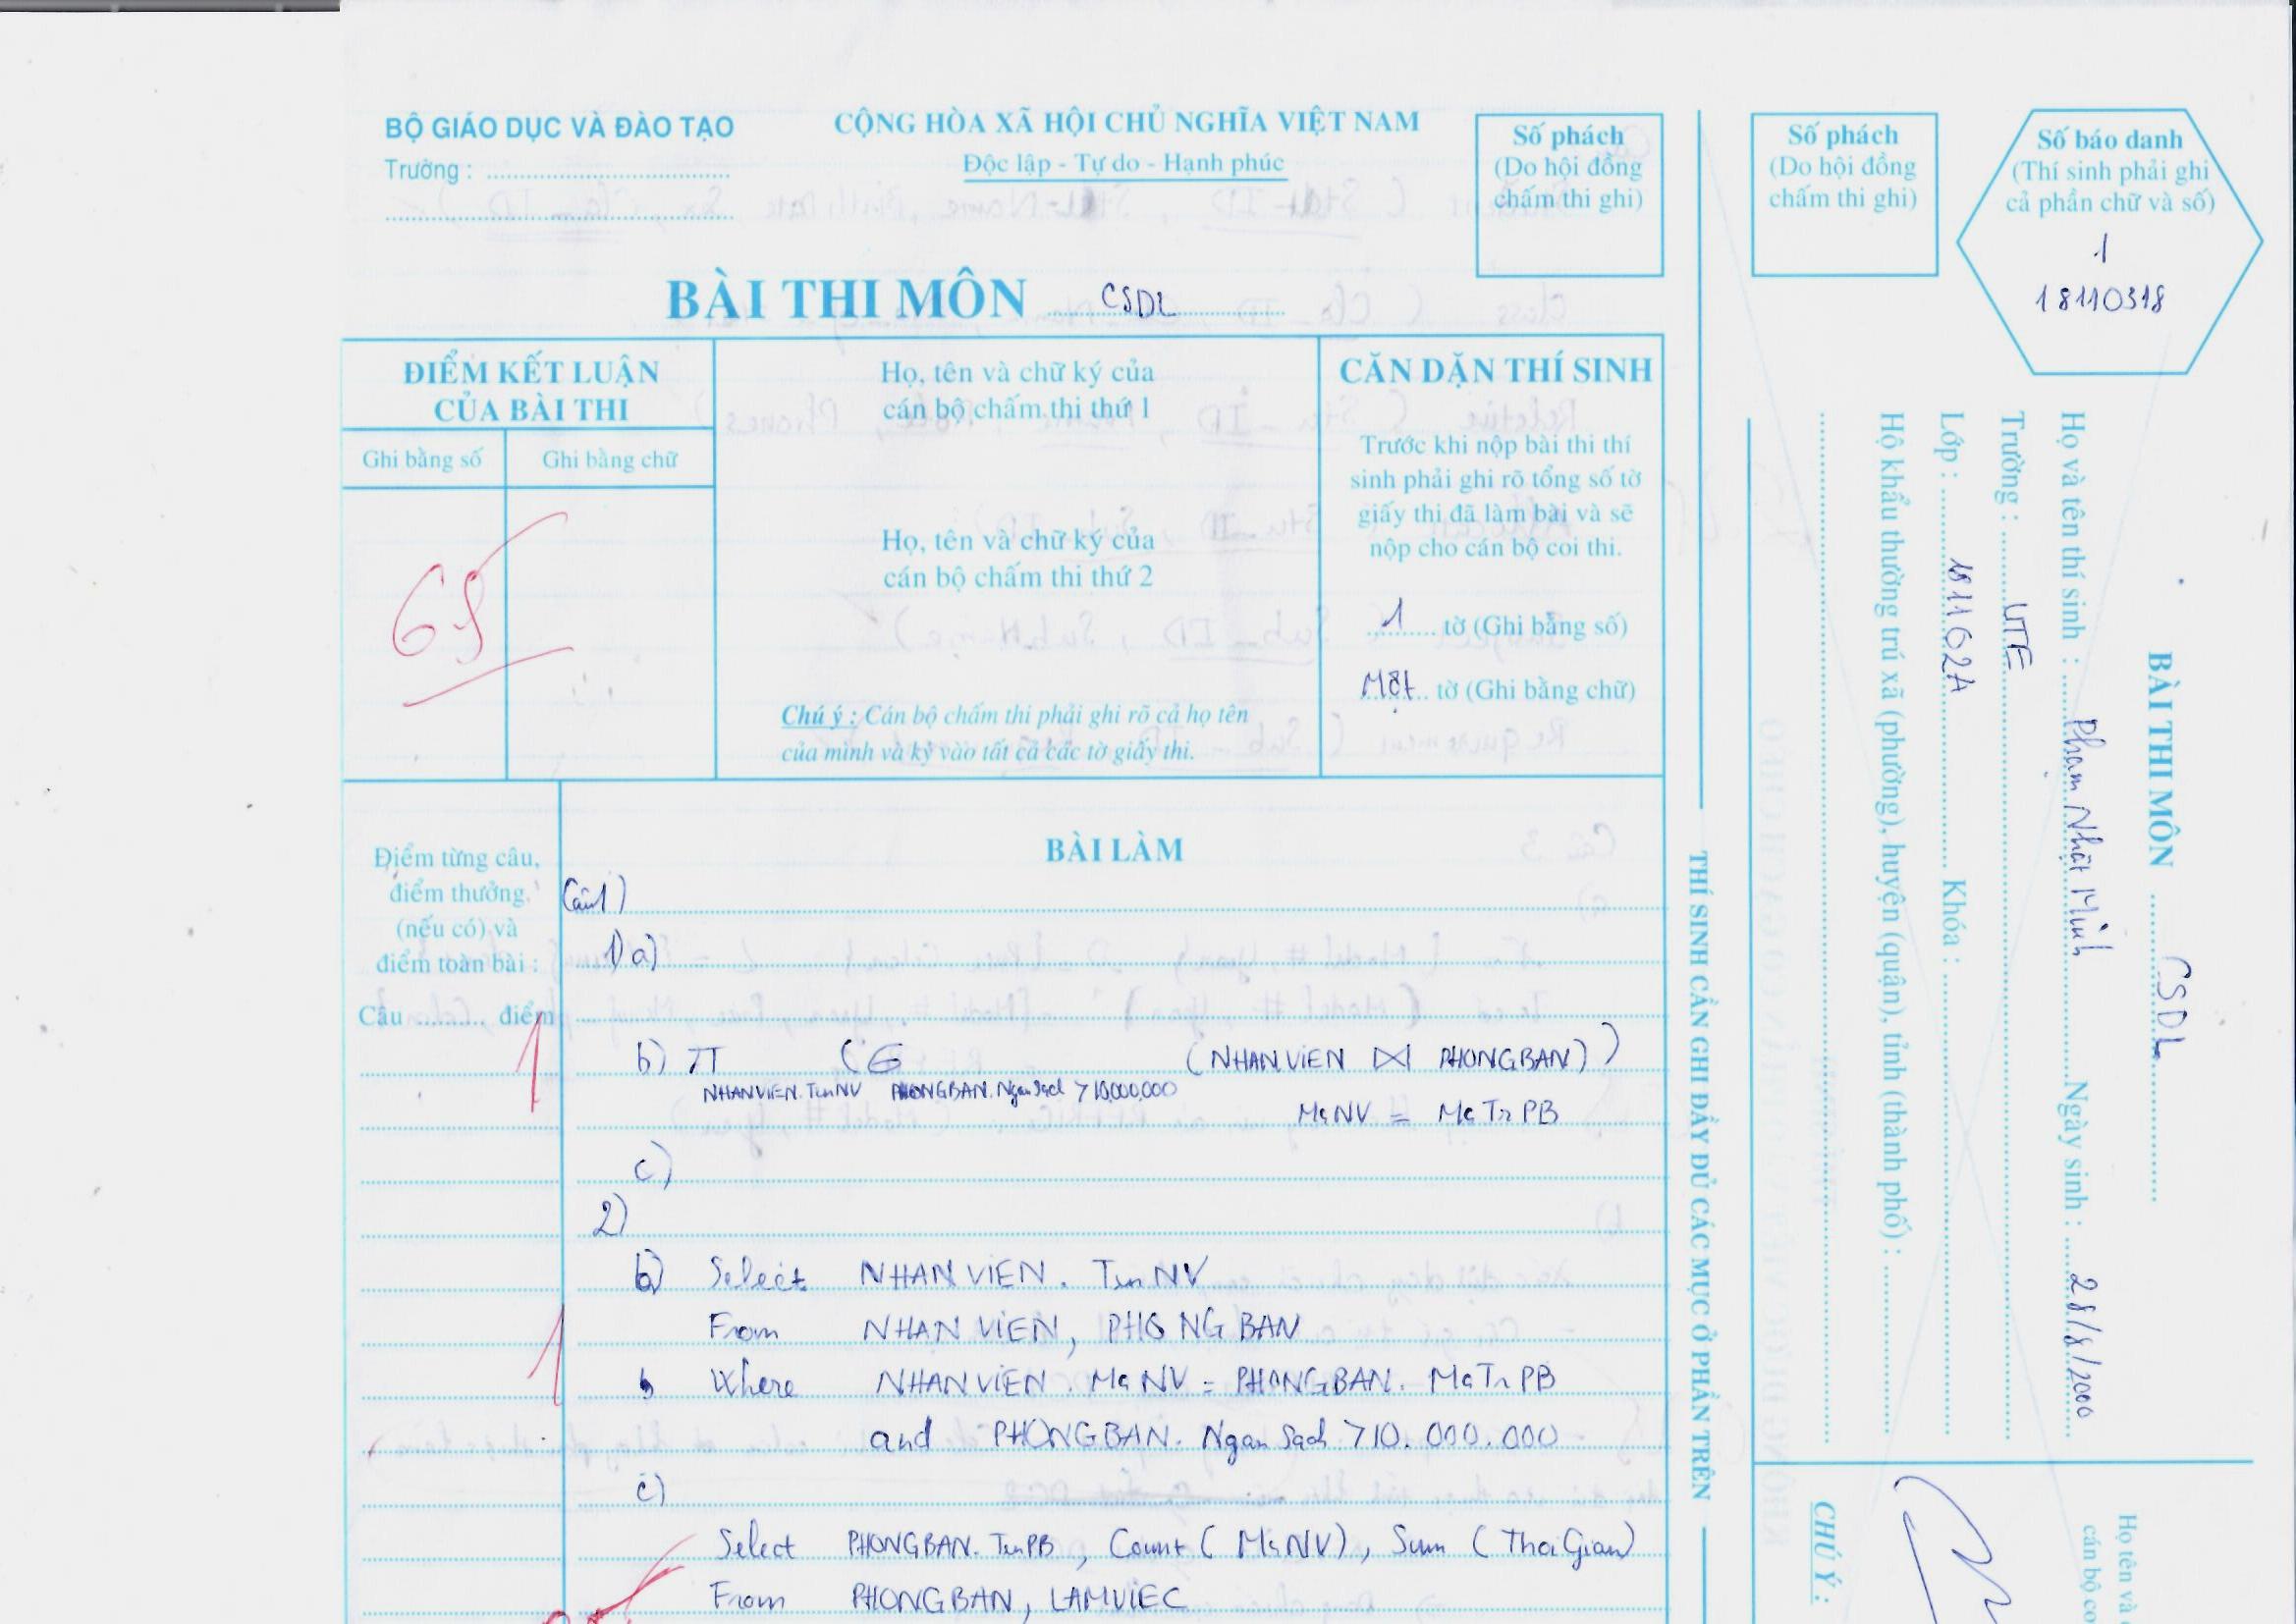 BỘ GIÁO DỤC VÀ ĐÀO TẠO
Trường :
CỘNG HÒA XÃ HỘI CHỦ NGHĨA VIỆT NAM
Độc lập - Tự do - Hạnh phúc
Số phách
(Do hội đồng
chấm thi ghi)
BÀI THI MÔN CSDL
ĐIỂM KẾT LUẬN
CỦA BÀI THI
Ghi bằng số
Ghi bằng chữ
65
Họ, tên và chữ ký của
cán bộ chấm thi thứ 1
Họ, tên và chữ ký của
cán bộ chấm thi thứ 2
Chú ý : Cán bộ chấm thi phải ghi rõ cả họ tên
của mình và ký vào tất cả các tờ giấy thi.
CĂN DẶN THÍ SINH
Trước khi nộp bài thi thí
sinh phải ghi rõ tổng số tờ
giấy thi đã làm bài và sẽ
nộp cho cán bộ coi thi.
1 tờ (Ghi bằng số)
Một tờ (Ghi bằng chữ)
Điểm từng câu,
điểm thưởng,
(nếu có) và
điểm toàn bài :
Câu điểm
1
1
BÀI LÀM
Câu 1)
1) a)
b) π (σ (NHANVIEN ⋈ PHONGBAN))
NHANVIEN.TenNV PHONGBAN.NganSach > 10,000,000
MaNV = MaTrPB
c)
2)
b) Select NHANVIEN. TenNV
From NHANVIEN, PHONGBAN
Where NHANVIEN. MaNV = PHONGBAN. MaTrPB
and PHONGBAN. NganSach > 10.000.000
c)
Select PHONGBAN.TenPB, Count (MaNV), Sum (ThoiGian)
From PHONGBAN, LAMVIEC
THÍ SINH CẦN GHI ĐẦY ĐỦ CÁC MỤC Ở PHẦN TRÊN
Số phách
(Do hội đồng
chấm thi ghi)
Số báo danh
(Thí sinh phải ghi
cả phần chữ và số)
1
18110318
BÀI THI MÔN CSDL
Họ và tên thí sinh : Phạm Nhật Minh Ngày sinh : 28/8/2000
Trường : UTE
Lớp : 181162A Khóa :
Hộ khẩu thường trú xã (phường), huyện (quận), tỉnh (thành phố) :
Họ tên và
cán bộ co
CHÚ Ý :